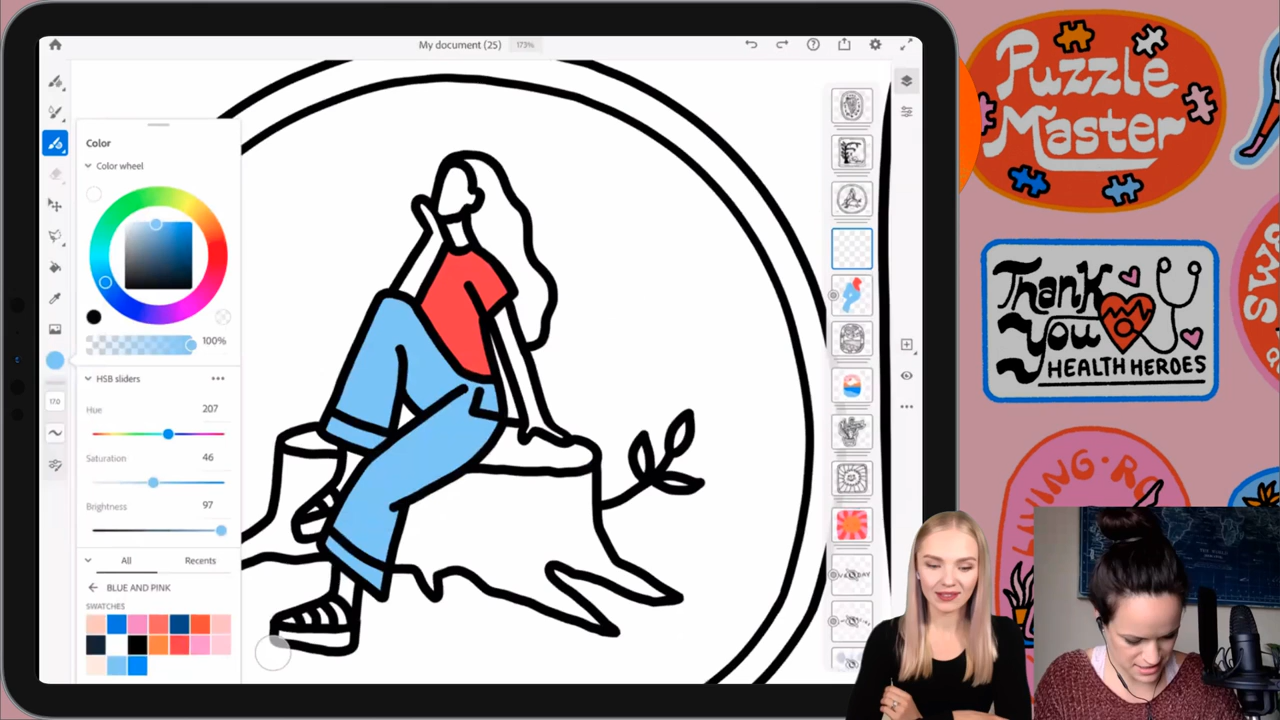 My document (25)
173%
Color
Color wheel
100%
HSB sliders
Hue
207
Saturation
46
Brightness
97
All
Recents
BLUE AND PINK
SWATCHES
170
Puzzle
Master
Thank
You
HEALTH HEROES
LIVING